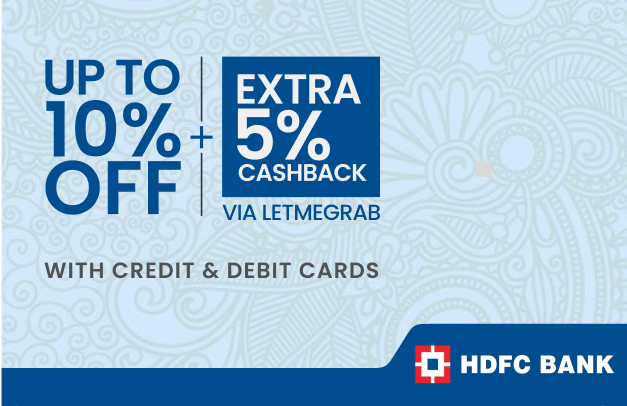 UP TO
10%
OFF
+
EXTRA
5%
CASHBACK
VIA LETMEGRAB
WITH CREDIT & DEBIT CARDS
HDFC BANK